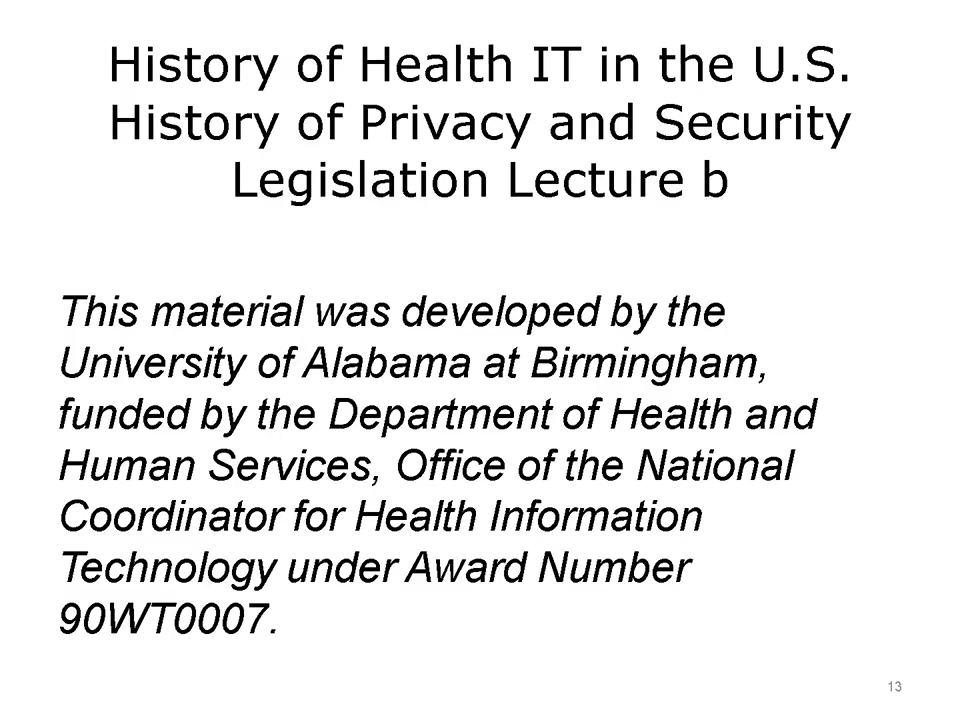 History of Health IT in the U.S.
History of Privacy and Security
Legislation Lecture b
This material was developed by the
University of Alabama at Birmingham,
funded by the Department of Health and
Human Services, Office of the National
Coordinator for Health Information
Technology under Award Number
90WT0007.
13